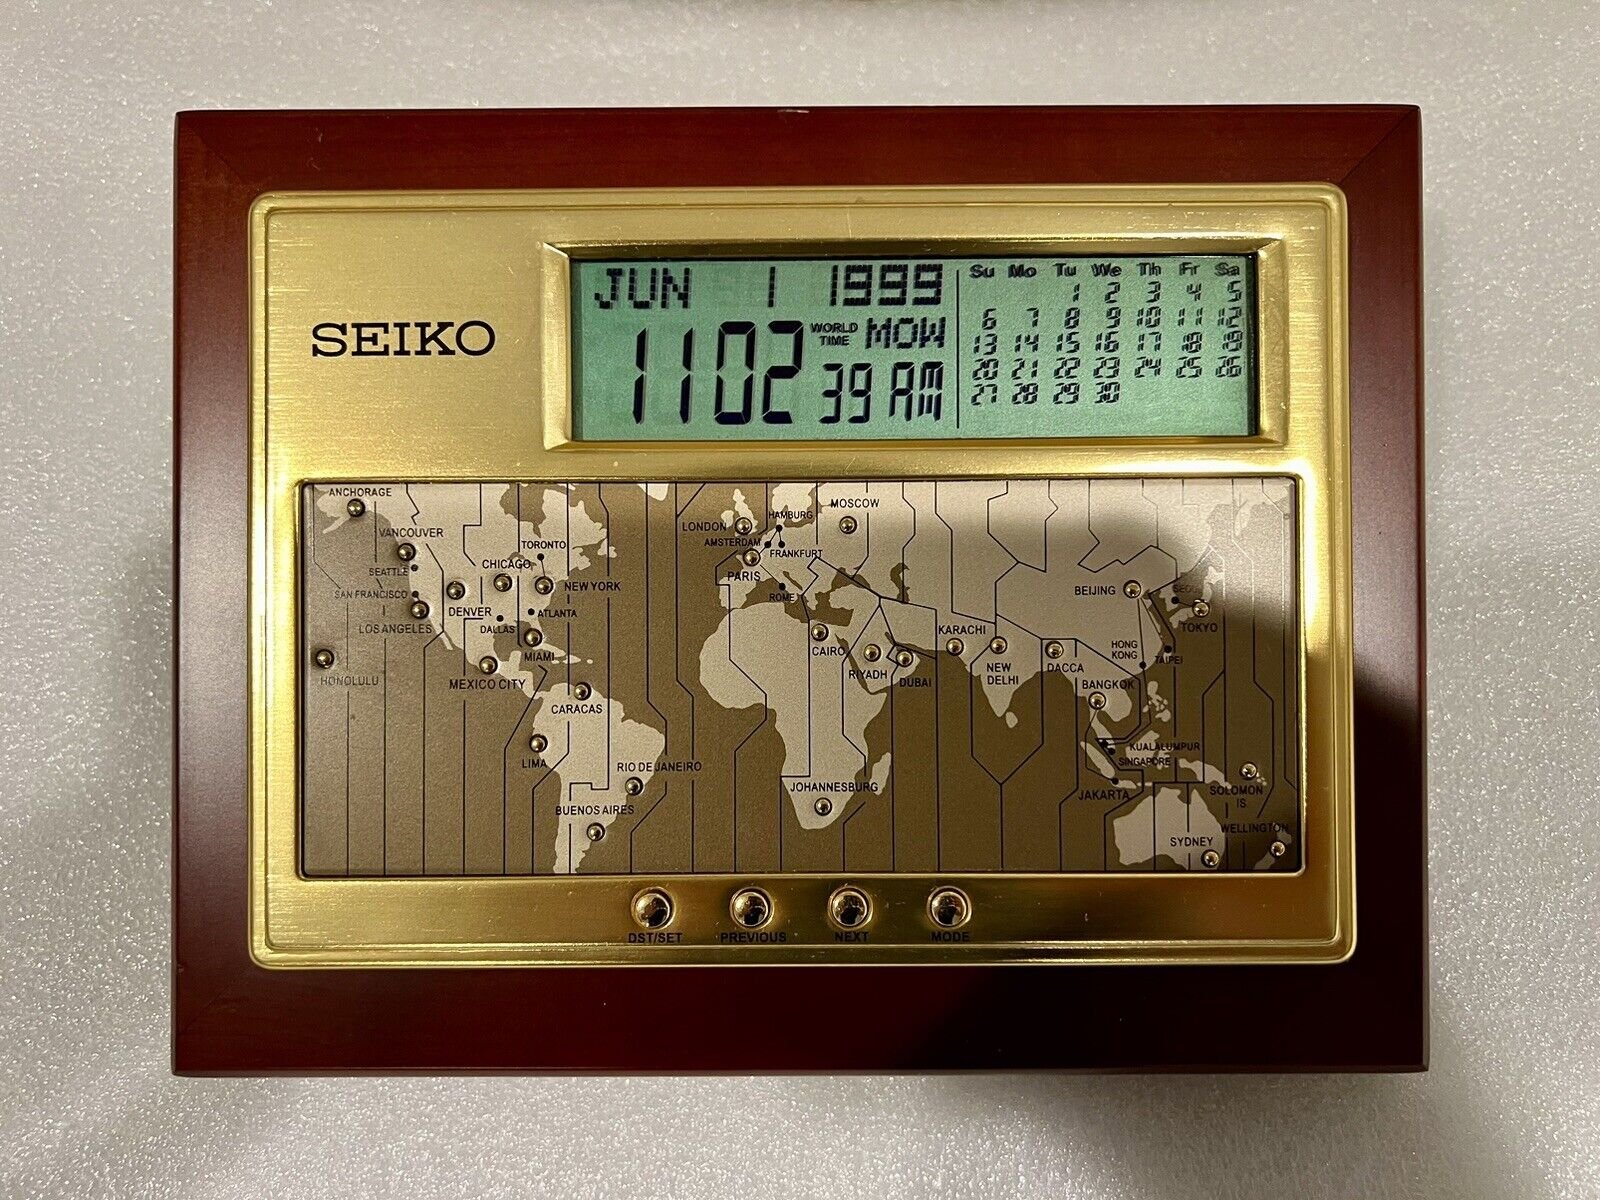 SEIKO
JUN 1 1999
1102 WORLD TIME MOW
39 AM
Su Mo Tu We Th Fr Sa
1 2 3 4 5
6 7 8 9 10 11 12
13 14 15 16 17 18 19
20 21 22 23 24 25 26
27 28 29 30
ANCHORAGE
VANCOUVER
SEATTLE
SAN FRANCISCO
LOS ANGELES
HONOLULU
DENVER
CHICAGO
TORONTO
NEW YORK
ATLANTA
DALLAS
MIAMI
MEXICO CITY
CARACAS
LIMA
RIO DE JANEIRO
BUENOS AIRES
LONDON
HAMBURG
AMSTERDAM
FRANKFURT
PARIS
ROME
MOSCOW
CAIRO
RIYADH
DUBAI
JOHANNESBURG
KARACHI
NEW
DELHI
DACCA
BEIJING
SEOUL
TOKYO
HONG
KONG
TAIPEI
BANGKOK
KUALALUMPUR
SINGAPORE
JAKARTA
SOLOMON
IS
SYDNEY
WELLINGTON
DST/SET PREVIOUS NEXT MODE